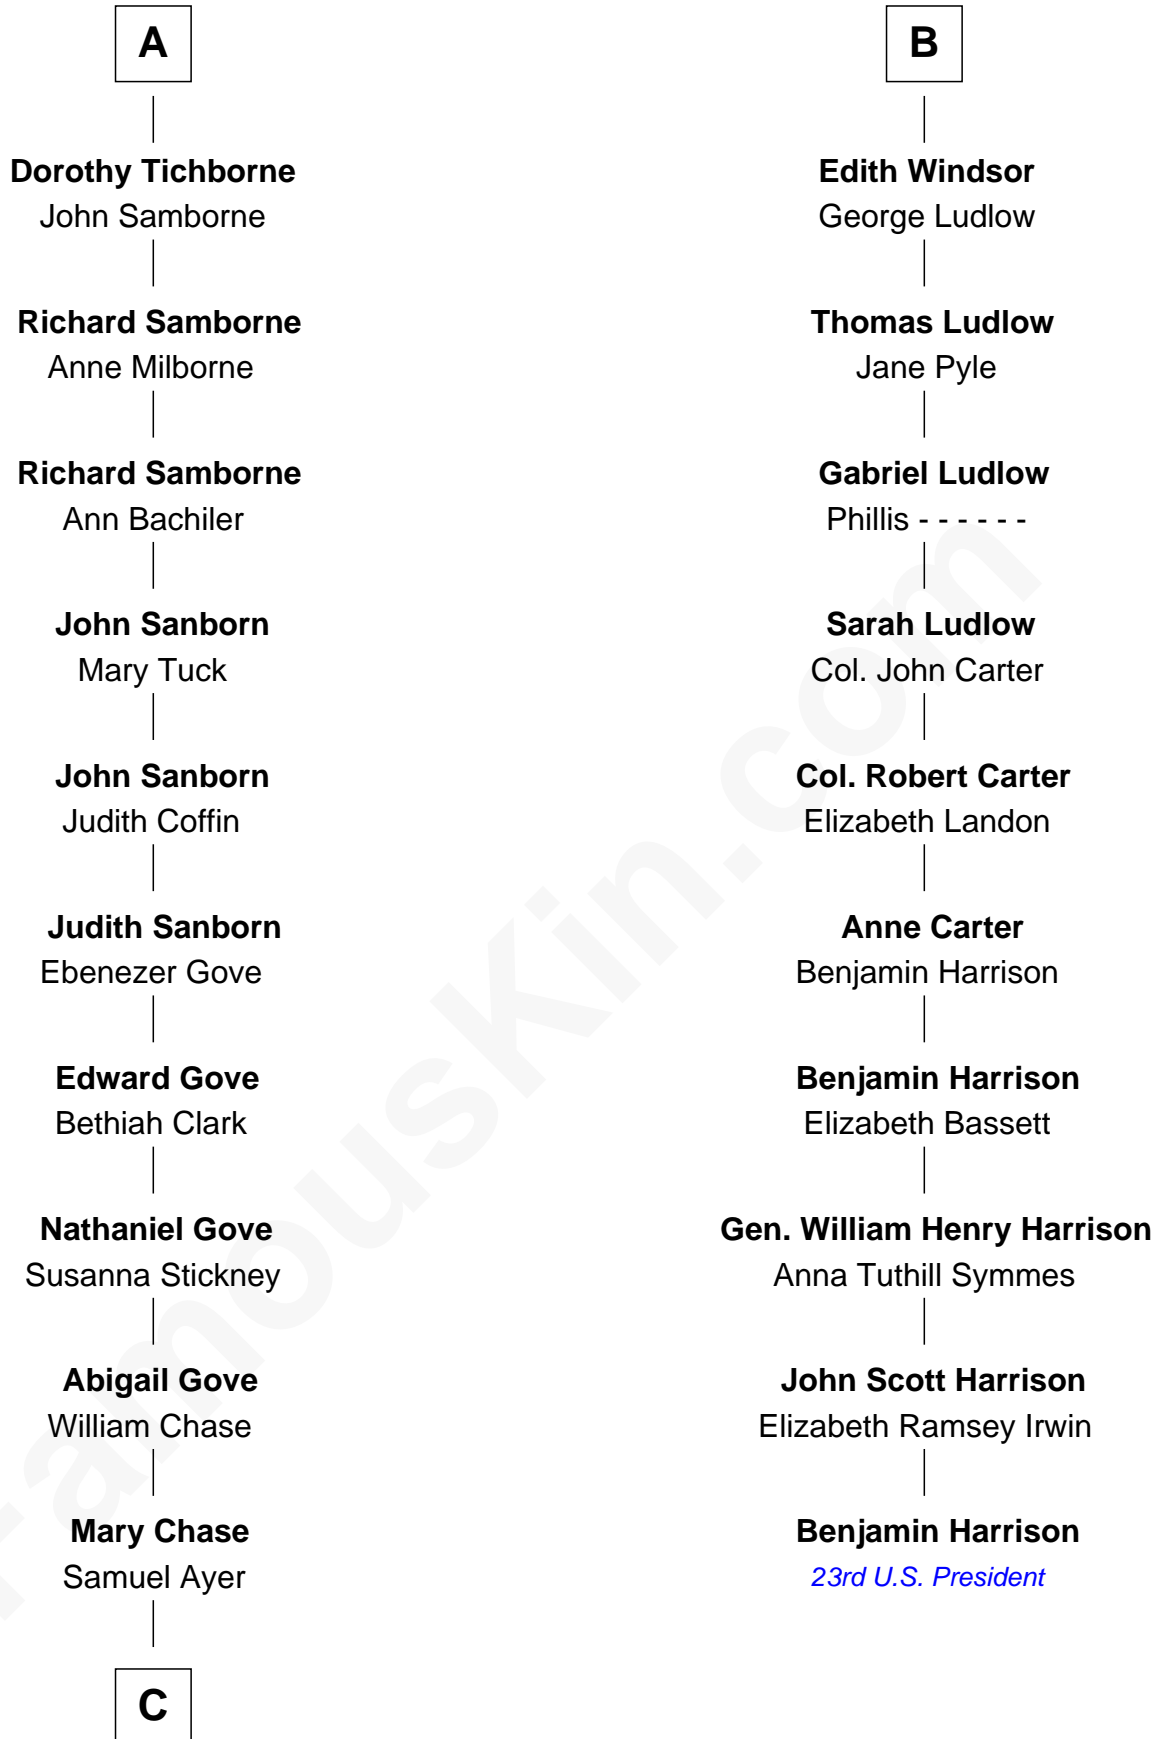 A
Dorothy Tichborne
John Samborne
Richard Samborne
Anne Milborne
Richard Samborne
Ann Bachiler
John Sanborn
Mary Tuck
John Sanborn
Judith Coffin
Judith Sanborn
Ebenezer Gove
Edward Gove
Bethiah Clark
Nathaniel Gove
Susanna Stickney
Abigail Gove
William Chase
Mary Chase
Samuel Ayer
C
B
Edith Windsor
George Ludlow
Thomas Ludlow
Jane Pyle
Gabriel Ludlow
Phillis - - - - - -
Sarah Ludlow
Col. John Carter
Col. Robert Carter
Elizabeth Landon
Anne Carter
Benjamin Harrison
Benjamin Harrison
Elizabeth Bassett
Gen. William Henry Harrison
Anna Tuthill Symmes
John Scott Harrison
Elizabeth Ramsey Irwin
Benjamin Harrison
23rd U.S. President
FamousKin.com